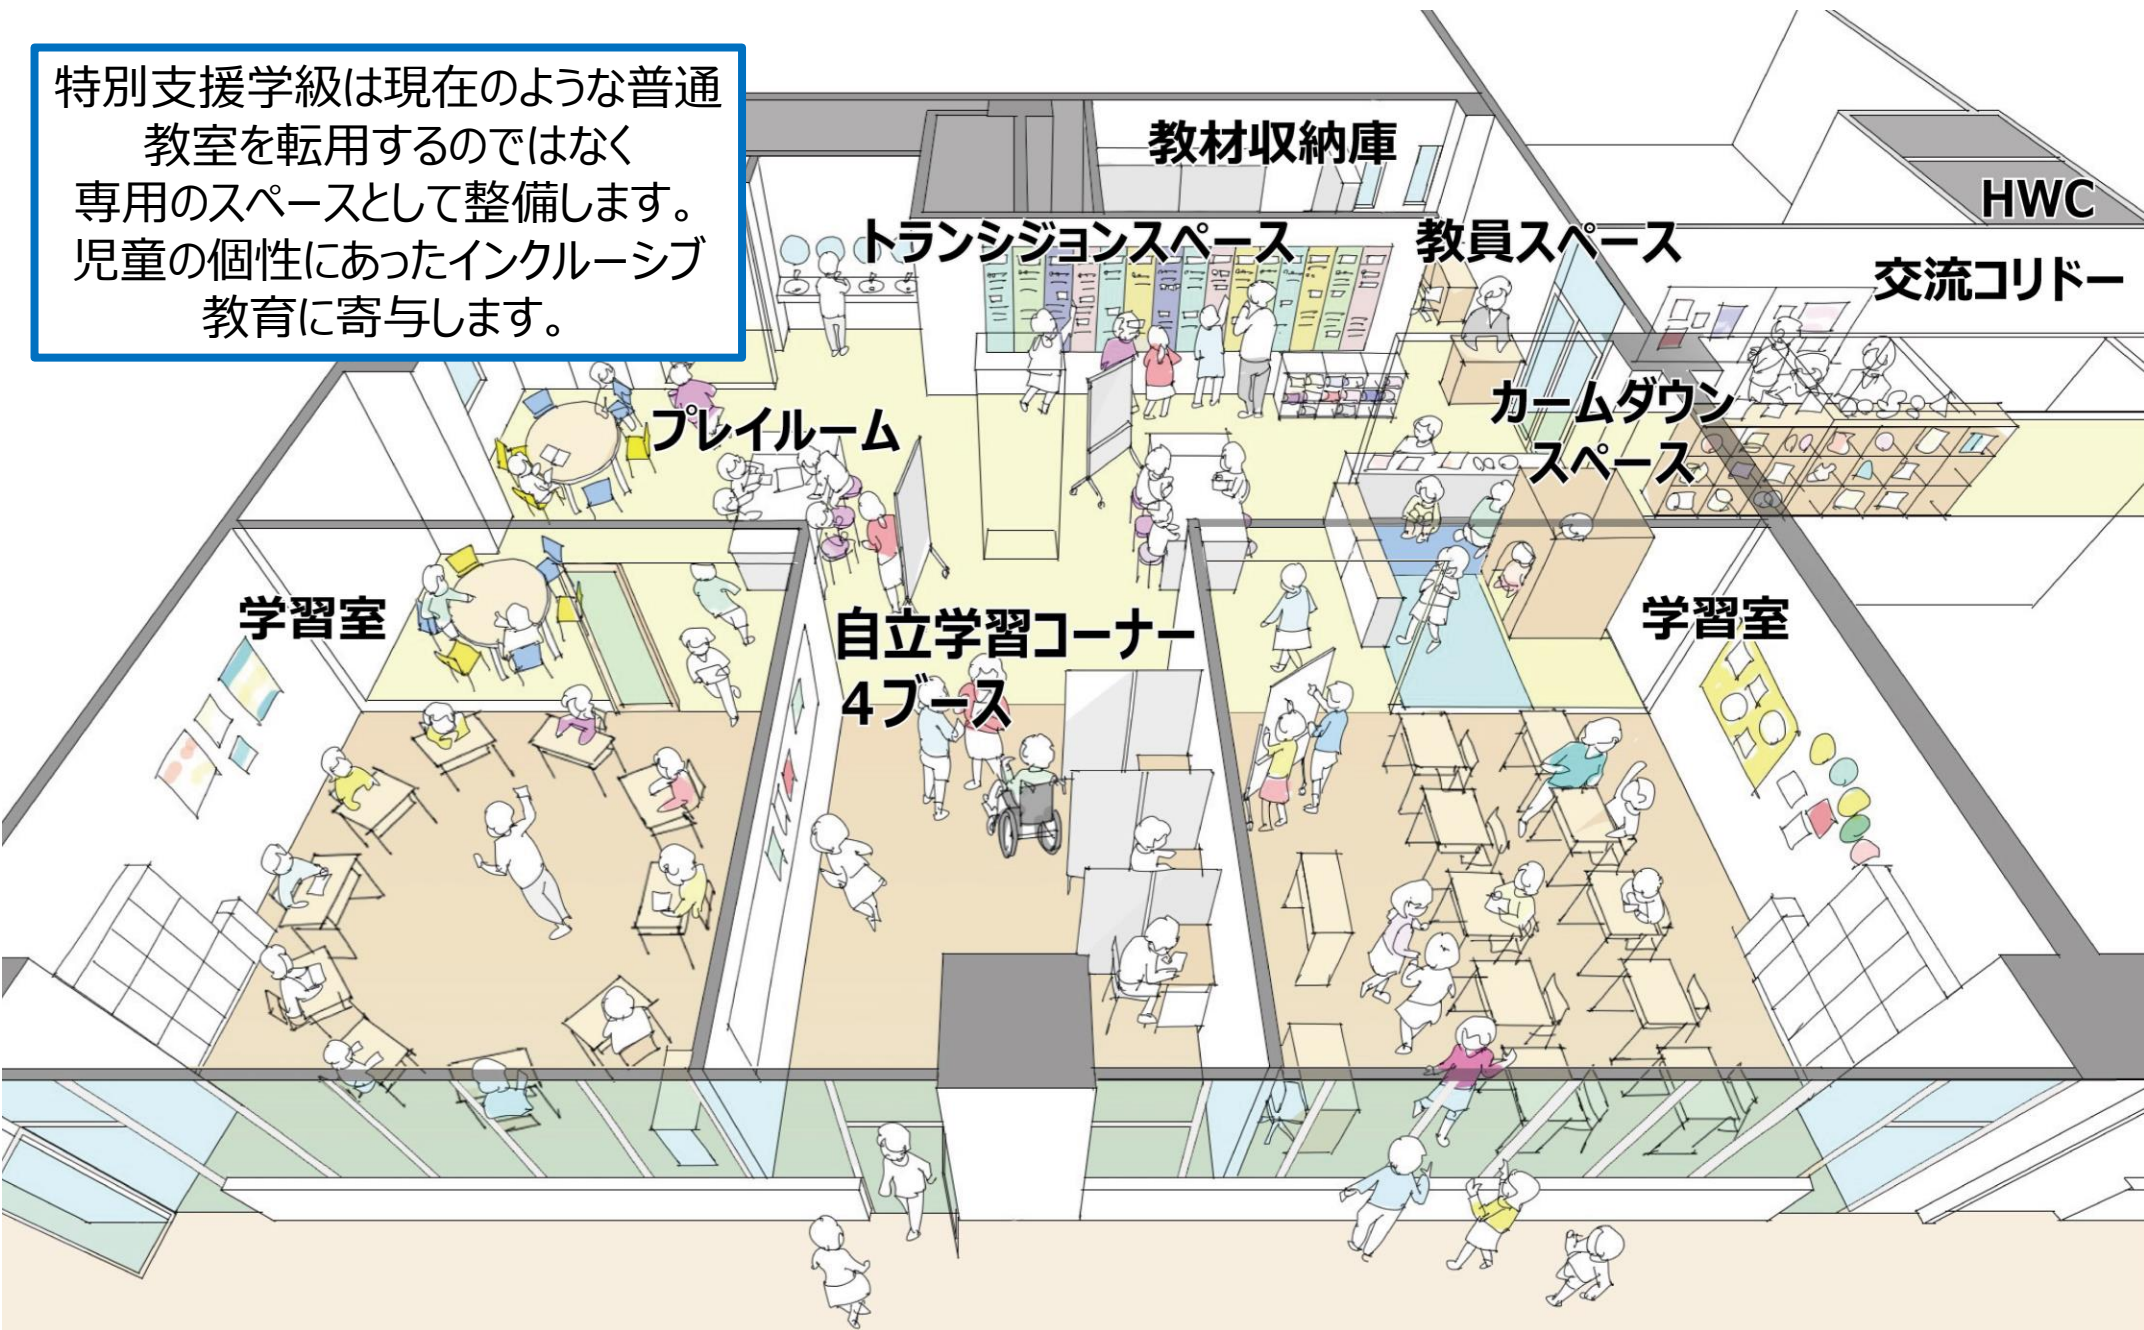 特別支援学級は現在のような普通
教室を転用するのではなく
専用のスペースとして整備します。
児童の個性にあったインクルーシブ
教育に寄与します。
教材収納庫
HWC
トランジションスペース
教員スペース
交流コリドー
プレイルーム
カームダウン
スペース
学習室
自立学習コーナー
4ブース
学習室